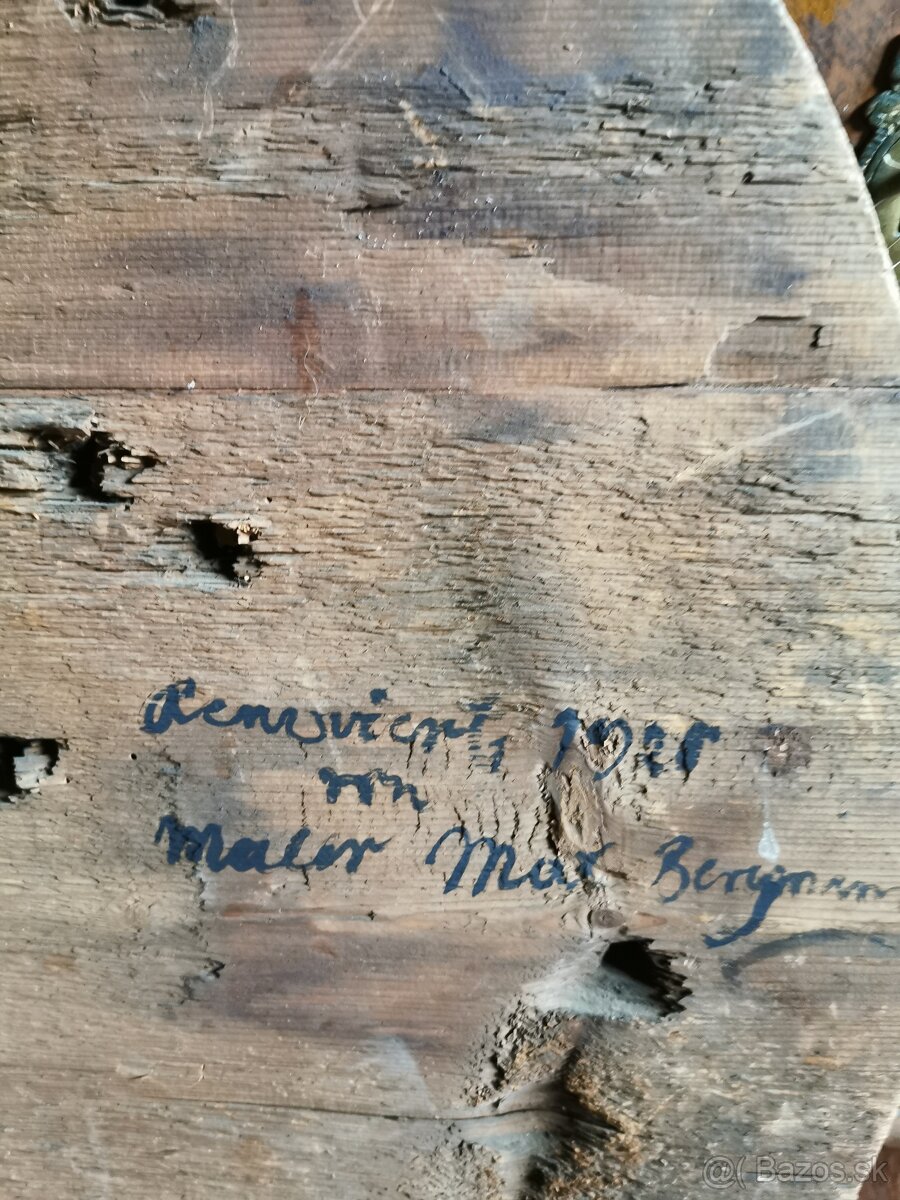 Renoviert,
von
Maler Max Bergmann
@( Bazos.sk